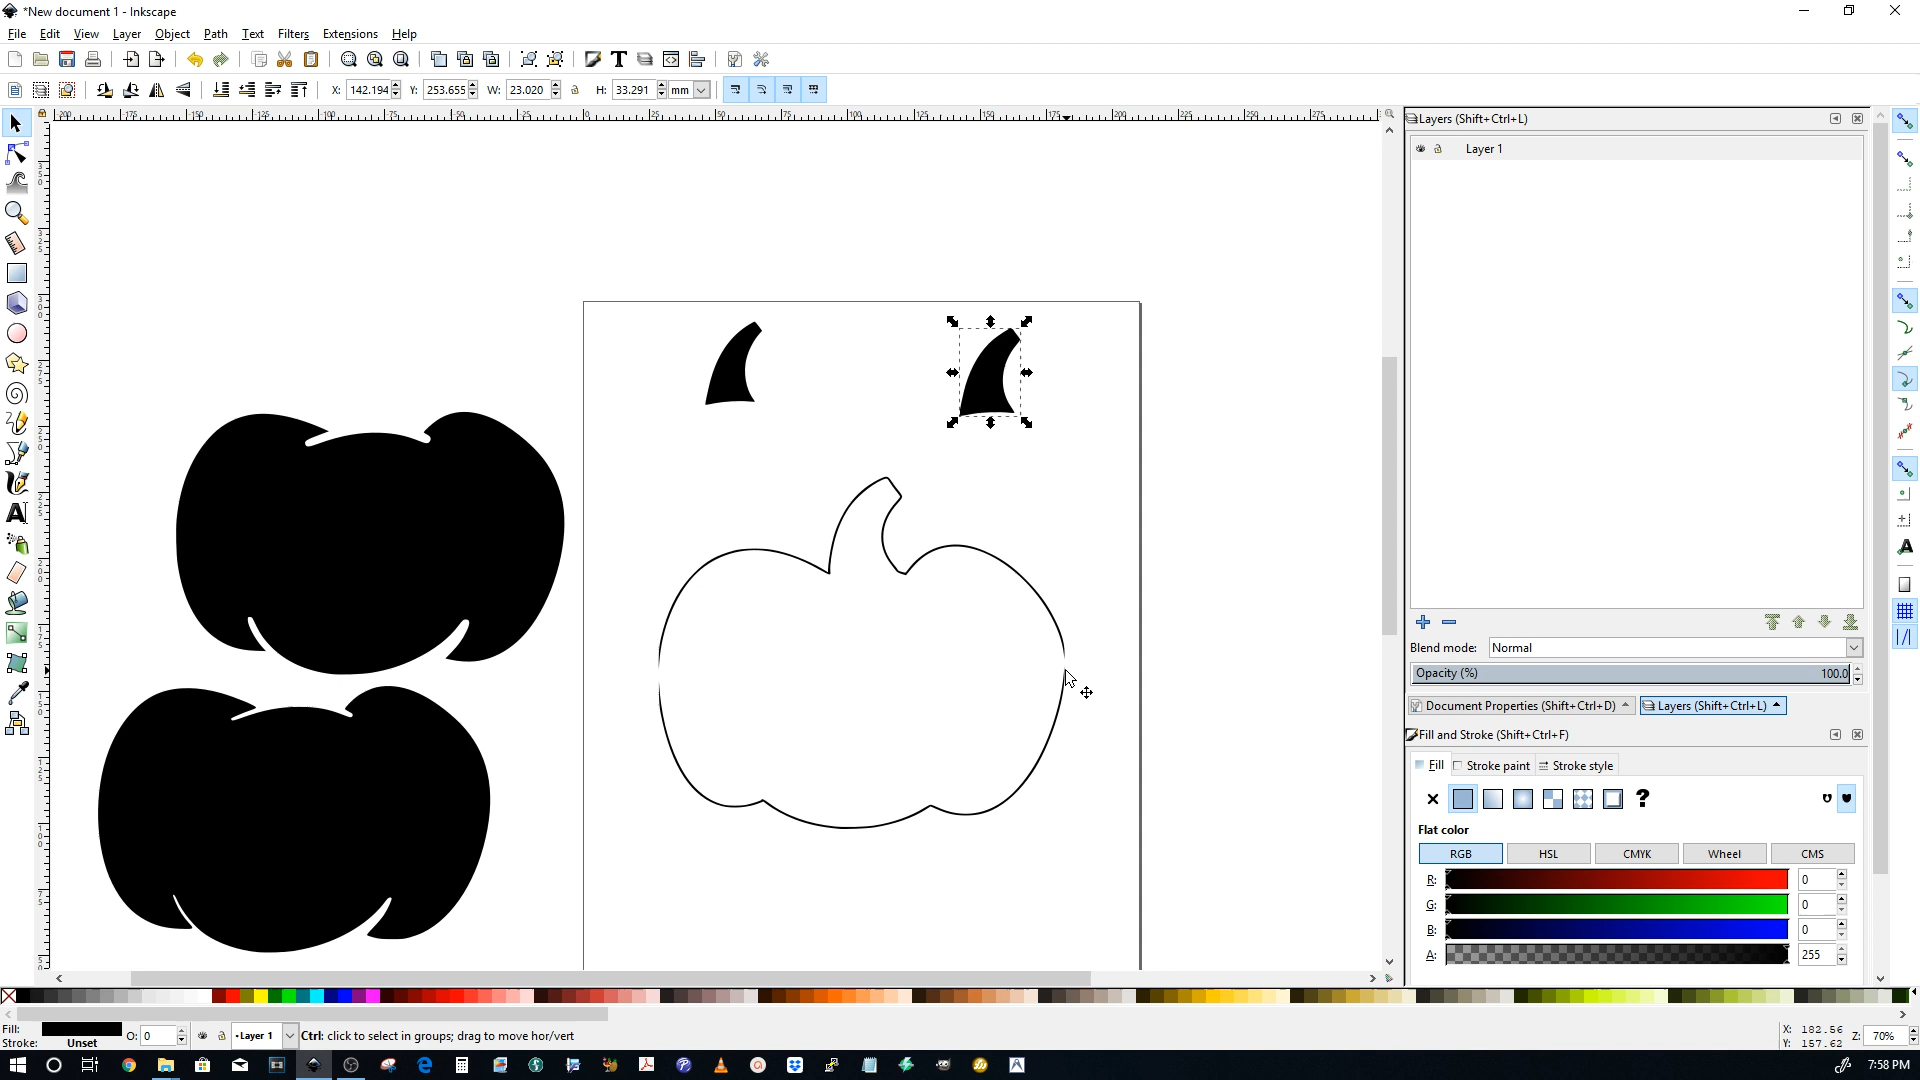 *New document 1 - Inkscape
File Edit View Layer Object Path Text Filters Extensions Help
X: 142.194 Y: 253.655 W: 23.020 H: 33.291 mm
Layers (Shift+Ctrl+L)
Layer 1
Blend mode: Normal
Opacity (%) 100.0
Document Properties (Shift+Ctrl+D) Layers (Shift+Ctrl+L)
Fill and Stroke (Shift+Ctrl+F)
Fill Stroke paint Stroke style
Flat color
RGB HSL CMYK Wheel CMS
R: 0
G: 0
B: 0
A: 255
Fill:
Stroke: Unset
O: 0
•Layer 1
Ctrl: click to select in groups; drag to move hor/vert
X: 182.56
Y: 157.62
Z: 70%
7:58 PM